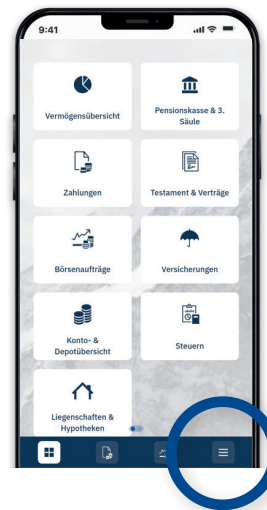 9:41
Vermögensübersicht
Pensionskasse & 3.
Säule
Zahlungen
Testament & Verträge
Börsenaufträge
Versicherungen
Konto- &
Depotübersicht
Steuern
Liegenschaften &
Hypotheken